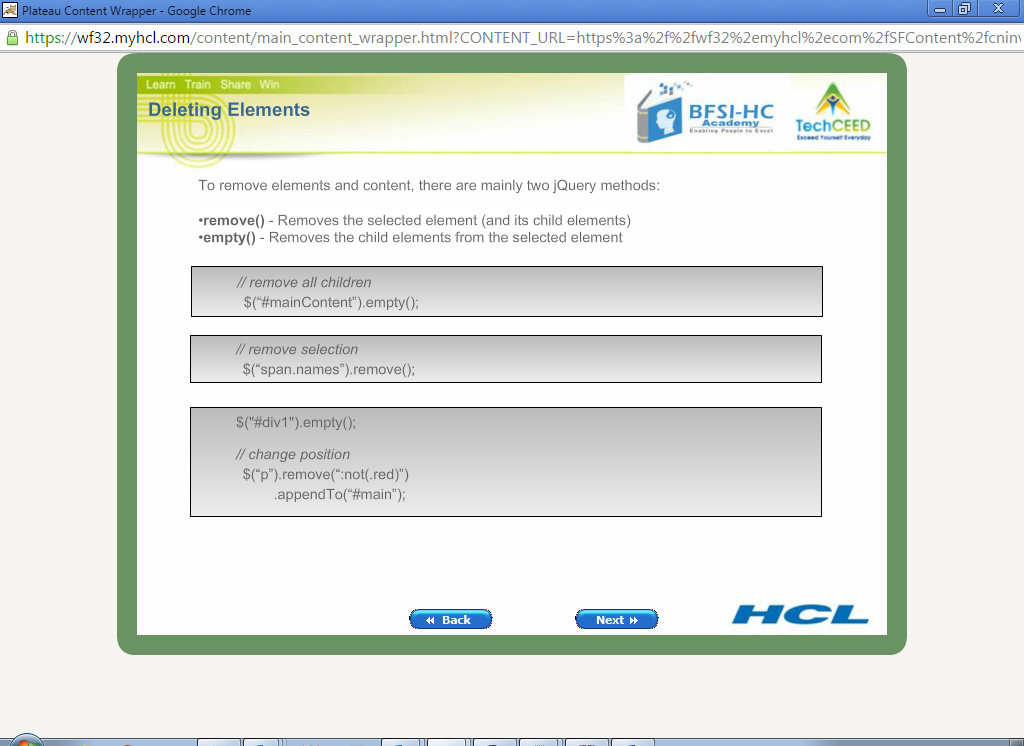 Plateau Content Wrapper - Google Chrome
https://wf32.myhcl.com/content/main_content_wrapper.html?CONTENT_URL=https%3a%2f%2fwf32%2emyhcl%2ecom%2fSFContent%2fcninv
Learn Train Share Win
Deleting Elements
BFSI-HC
Academy
Enabling People to Excel
TechCEED
Exceed Yourself Everyday
To remove elements and content, there are mainly two jQuery methods:
•remove() - Removes the selected element (and its child elements)
•empty() - Removes the child elements from the selected element
// remove all children
$(“#mainContent”).empty();
// remove selection
$(“span.names”).remove();
$("#div1").empty();
// change position
$(“p”).remove(“:not(.red)”)
.appendTo(“#main”);
Back
Next
HCL